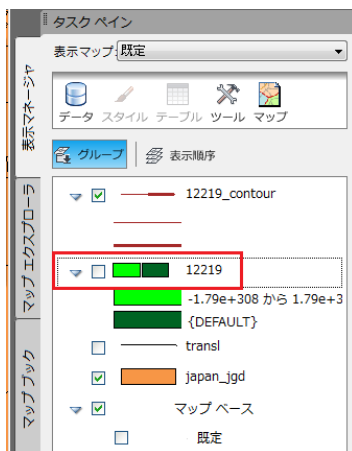 タスク ペイン
表示マップ:既定
データ スタイル テーブル ツール マップ
グループ 表示順序
表示マネージャ
マップ エクスプローラ
マップ ブック
12219_contour
12219
-1.79e+308 から 1.79e+3
{DEFAULT}
transl
japan_jgd
マップ ベース
既定